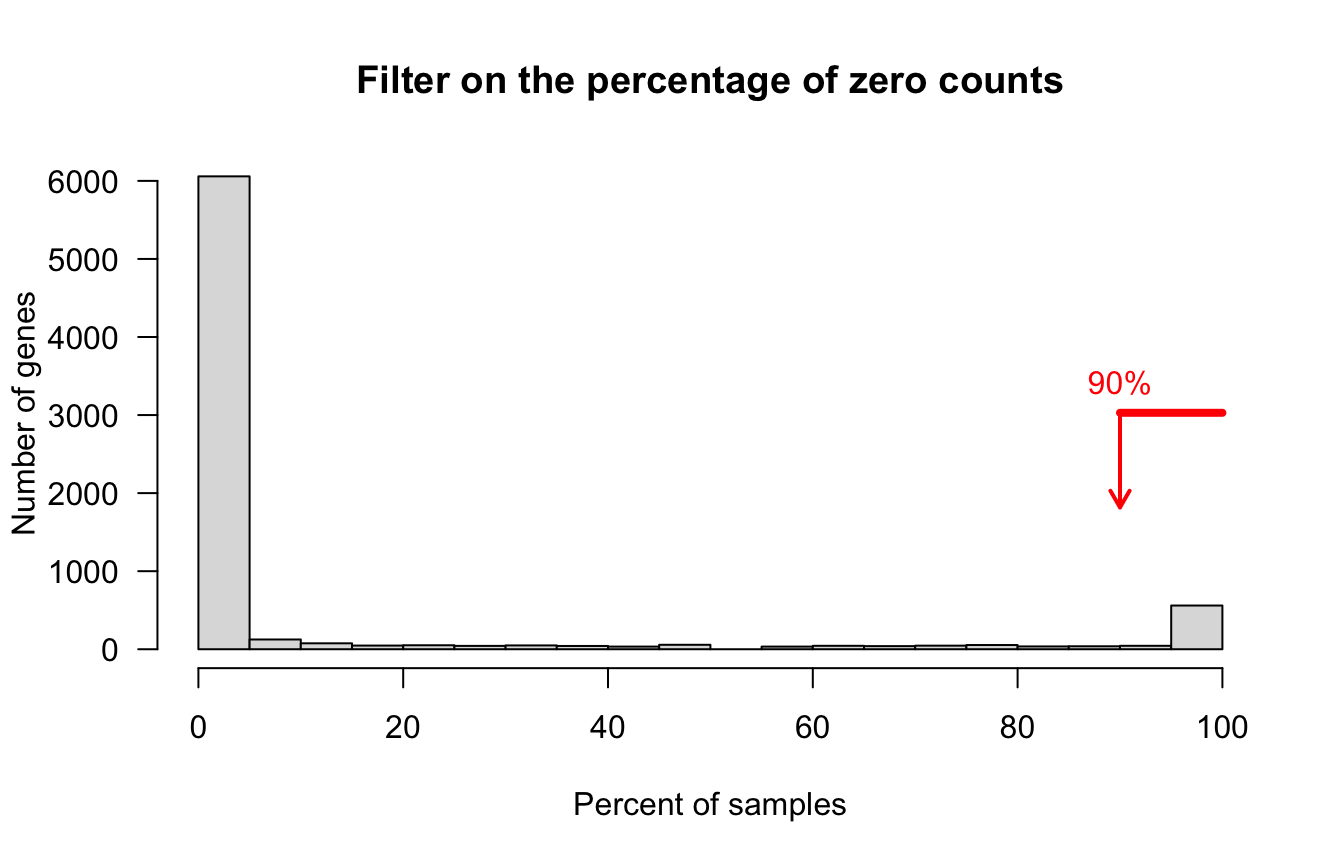 Filter on the percentage of zero counts
Number of genes
6000
5000
4000
3000
2000
1000
0
90%
0 20 40 60 80 100
Percent of samples